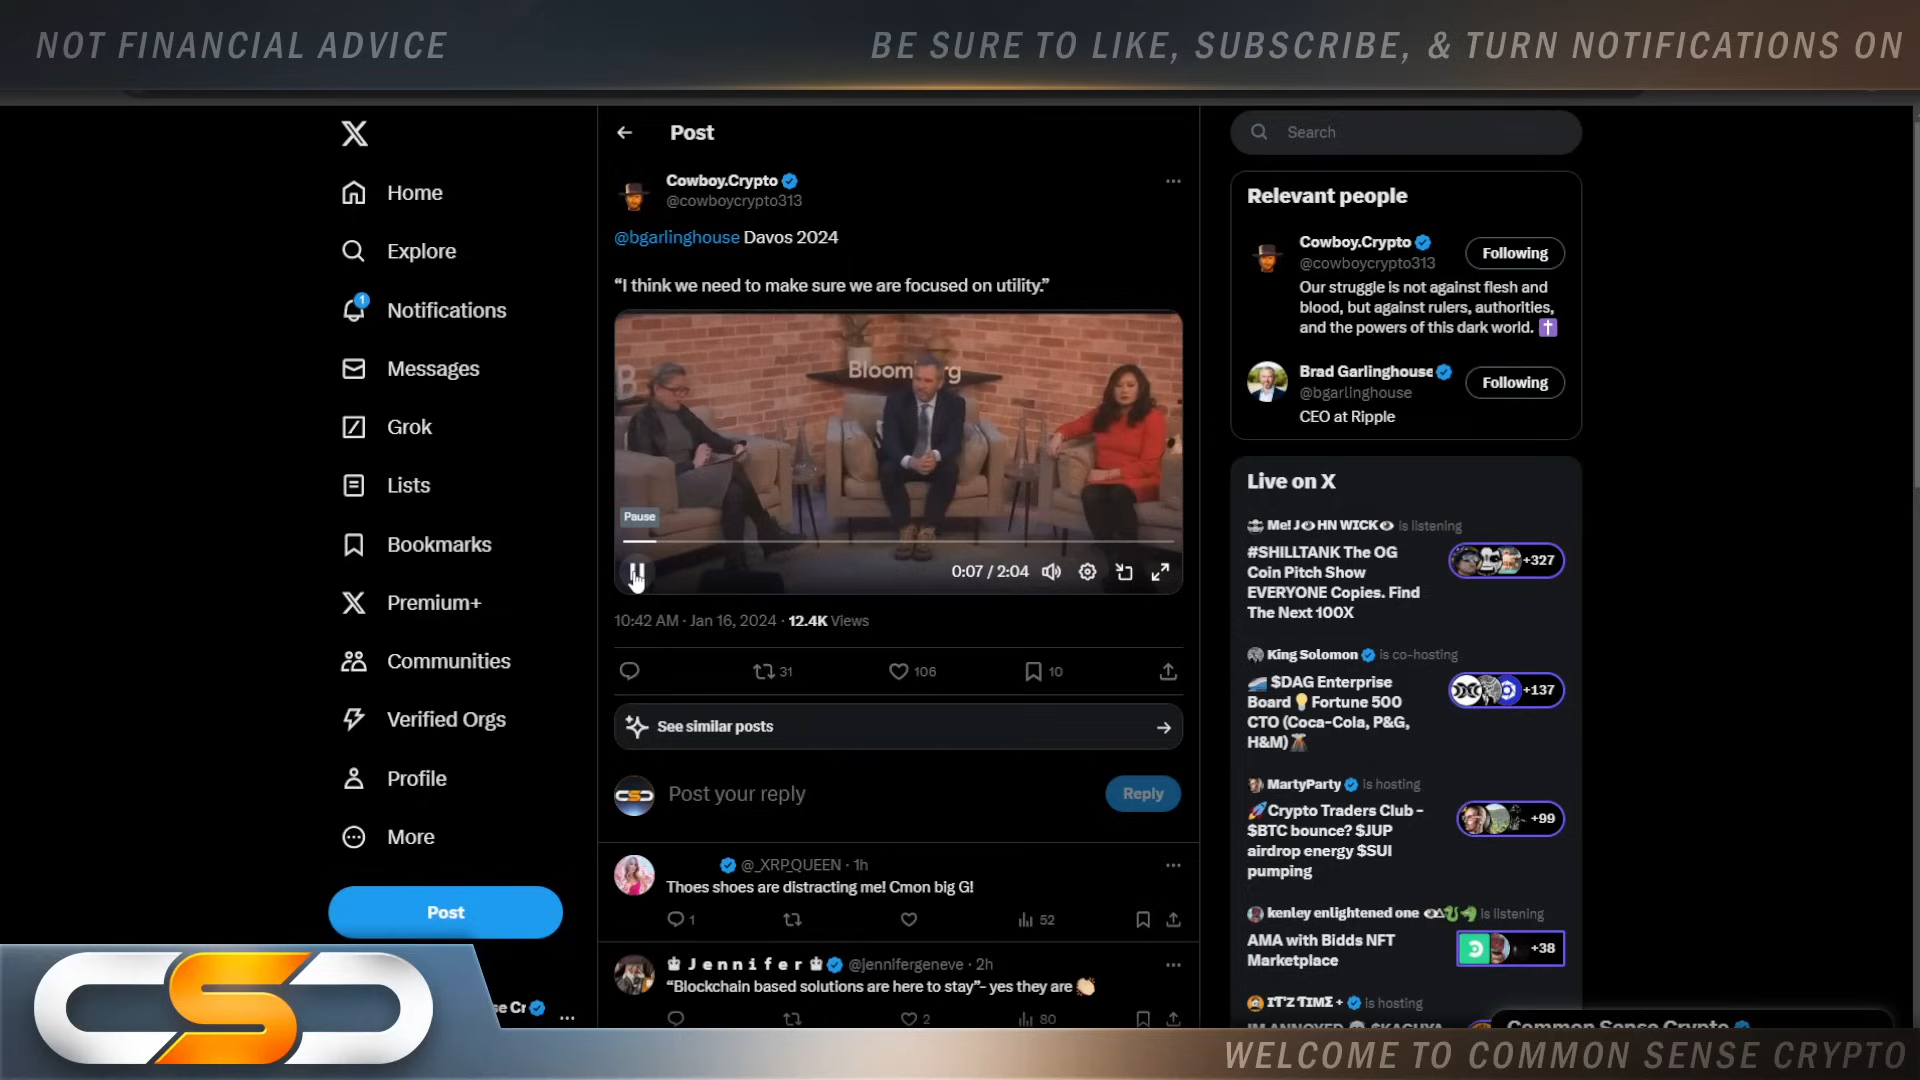 NOT FINANCIAL ADVICE
BE SURE TO LIKE, SUBSCRIBE, & TURN NOTIFICATIONS ON
Home
Explore
1
Notifications
Messages
Grok
Lists
Bookmarks
Premium+
Communities
Verified Orgs
Profile
More
Post
Post
Cowboy.Crypto
@cowboycrypto313
@bgarlinghouse Davos 2024
“I think we need to make sure we are focused on utility.”
B
Bloom rg
Pause
0:07 / 2:04
10:42 AM · Jan 16, 2024 · 12.4K Views
31
106
10
See similar posts
CSC
Post your reply
Reply
@_XRP_QUEEN · 1h
Thoes shoes are distracting me! Cmon big G!
1
52
Jennifer @jennifergeneve · 2h
“Blockchain based solutions are here to stay”- yes they are
2
80
Search
Relevant people
Cowboy.Crypto
@cowboycrypto313
Following
Our struggle is not against flesh and
blood, but against rulers, authorities,
and the powers of this dark world.
Brad Garlinghouse
@bgarlinghouse
Following
CEO at Ripple
Live on X
Me! J HN WICK is listening
#SHILLTANK The OG
Coin Pitch Show
EVERYONE Copies. Find
The Next 100X
+327
King Solomon is co-hosting
$DAG Enterprise
Board Fortune 500
CTO (Coca-Cola, P&G,
H&M)
+137
MartyParty is hosting
Crypto Traders Club -
$BTC bounce? $JUP
airdrop energy $SUI
pumping
+99
kenley enlightened one is listening
AMA with Bidds NFT
Marketplace
+38
IT'Z TIME + is hosting
IM ANNOYED
Common Sense Crypto
CSC
se Cr
WELCOME TO COMMON SENSE CRYPTO